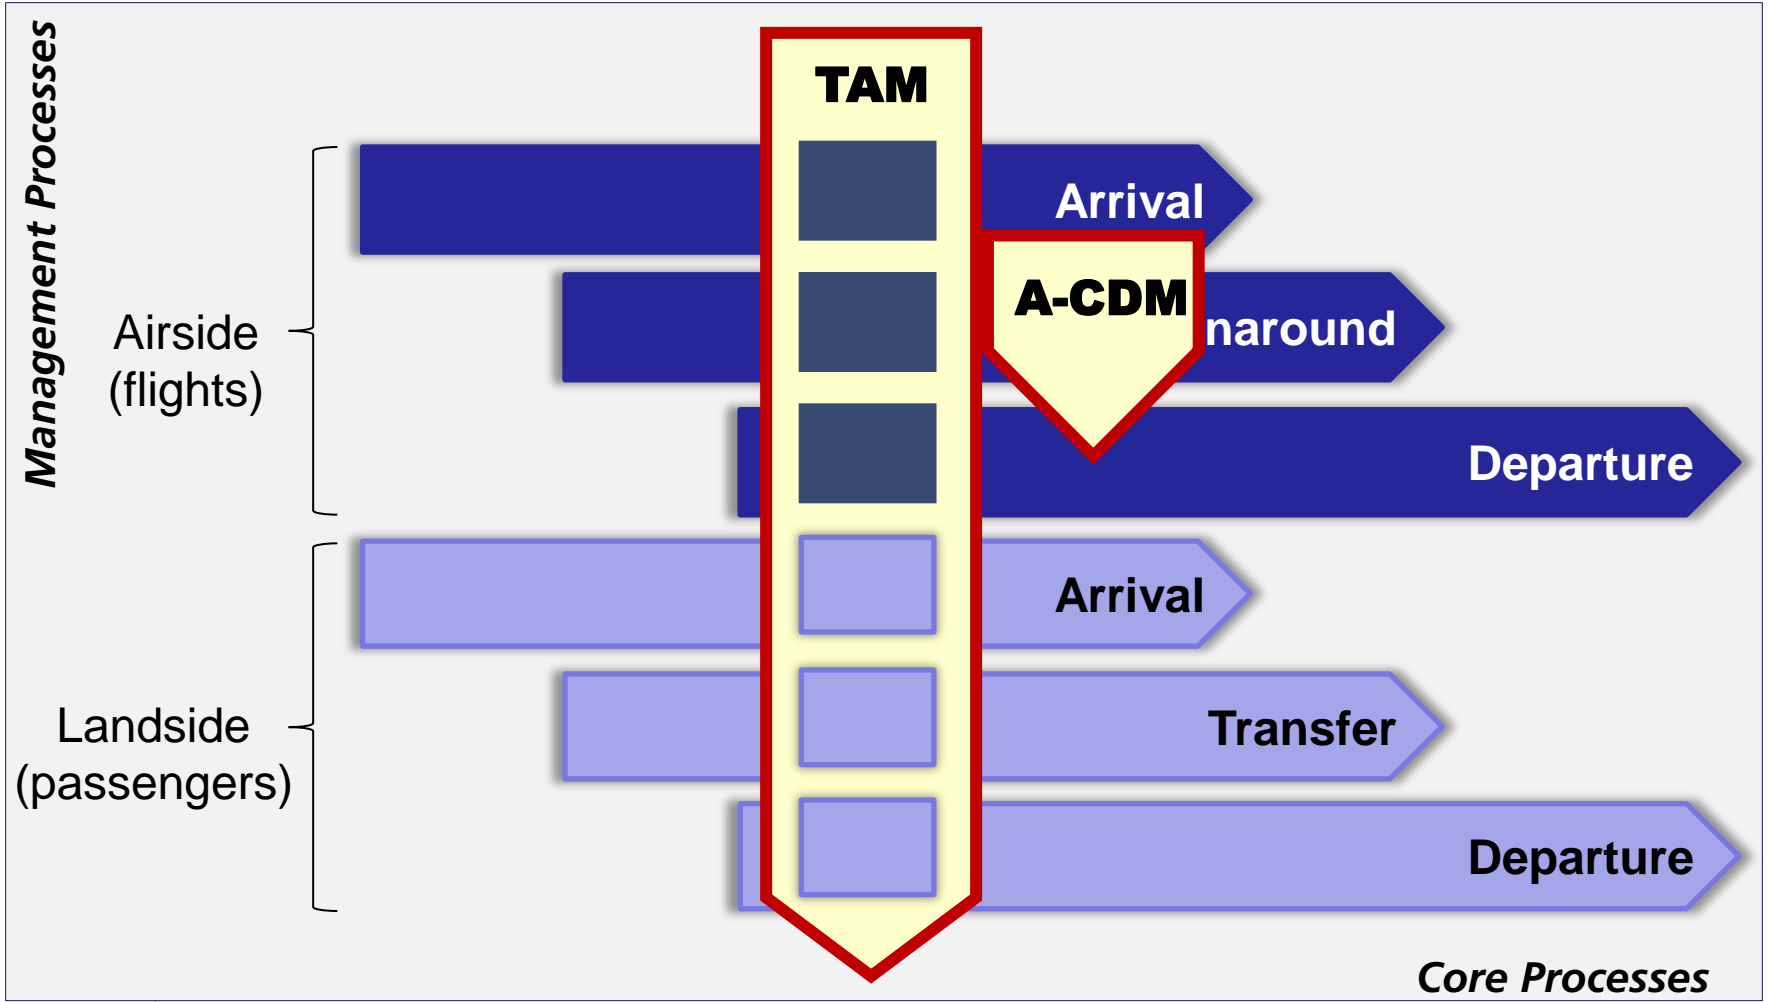 Management Processes
TAM
Arrival
A-CDM
naround
Airside
(flights)
Departure
Arrival
Landside
(passengers)
Transfer
Departure
Core Processes